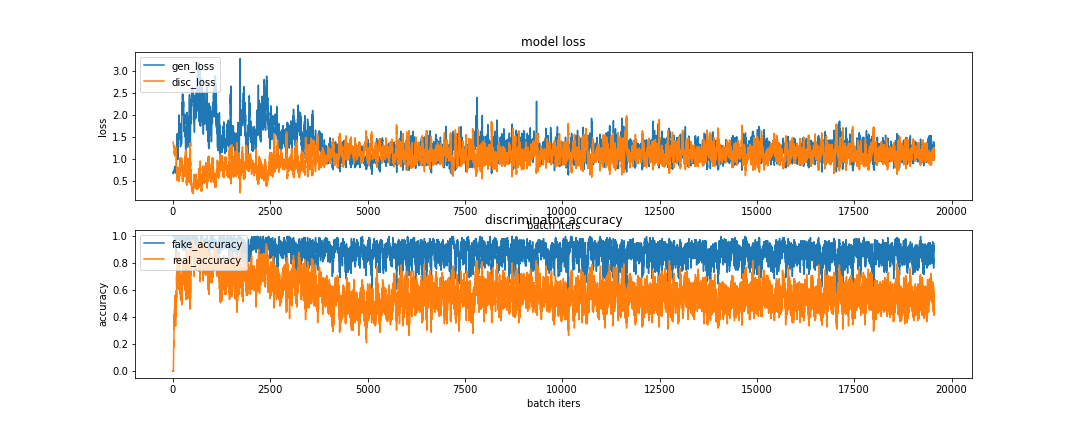 model loss
gen_loss
disc_loss
loss
3.0
2.5
2.0
1.5
1.0
0.5
0 2500 5000 7500 10000 12500 15000 17500 20000
batch iters
discriminator accuracy
fake_accuracy
real_accuracy
accuracy
1.0
0.8
0.6
0.4
0.2
0.0
0 2500 5000 7500 10000 12500 15000 17500 20000
batch iters